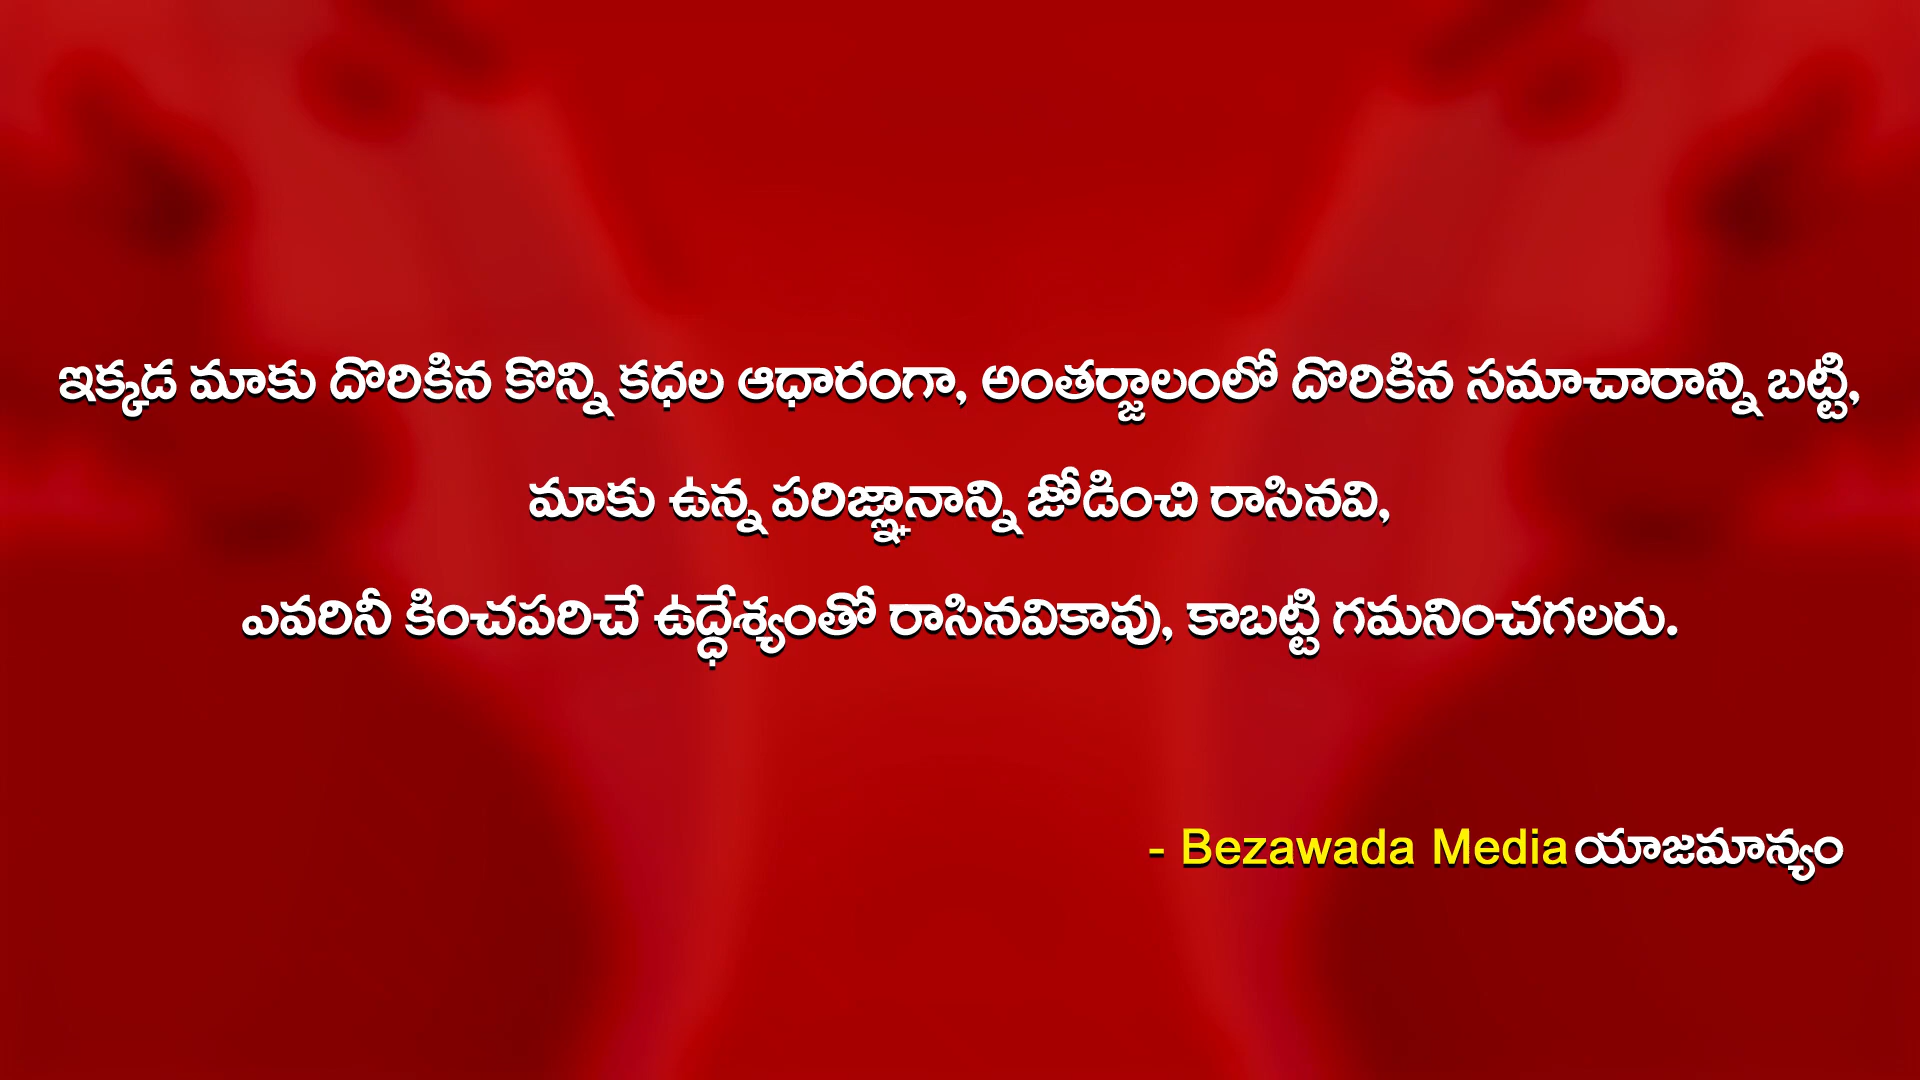 ఇక్కడ మాకు దొరికిన కొన్ని కధల ఆధారంగా, అంతర్జాలంలో దొరికిన సమాచారాన్ని బట్టి,
మాకు ఉన్న పరిజ్ఞానాన్ని జోడించి రాసినవి,
ఎవరినీ కించపరిచే ఉద్ధేశ్యంతో రాసినవికావు, కాబట్టి గమనించగలరు.
- Bezawada Media యాజమాన్యం